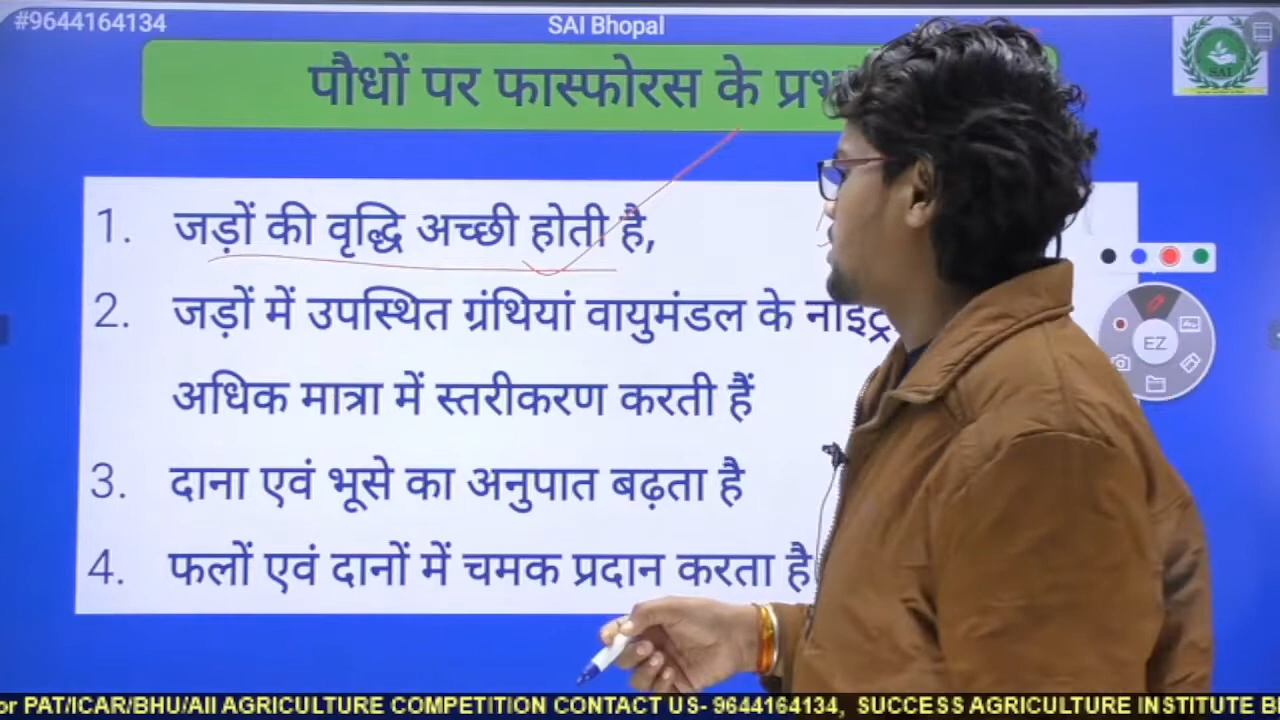 #9644164134
SAI Bhopal
SAI
पौधों पर फास्फोरस के
1. जड़ों की वृद्धि अच्छी होती है,
2. जड़ों में उपस्थित ग्रंथियां वायुमंडल के
अधिक मात्रा में स्तरीकरण करती हैं
3. दाना एवं भूसे का अनुपात बढ़ता है
4. फलों एवं दानों में चमक प्रदान करता है
EZ
or PAT/ICAR/BHU/All AGRICULTURE COMPETITION CONTACT US- 9644164134, SUCCESS AGRICULTURE INSTITUTE